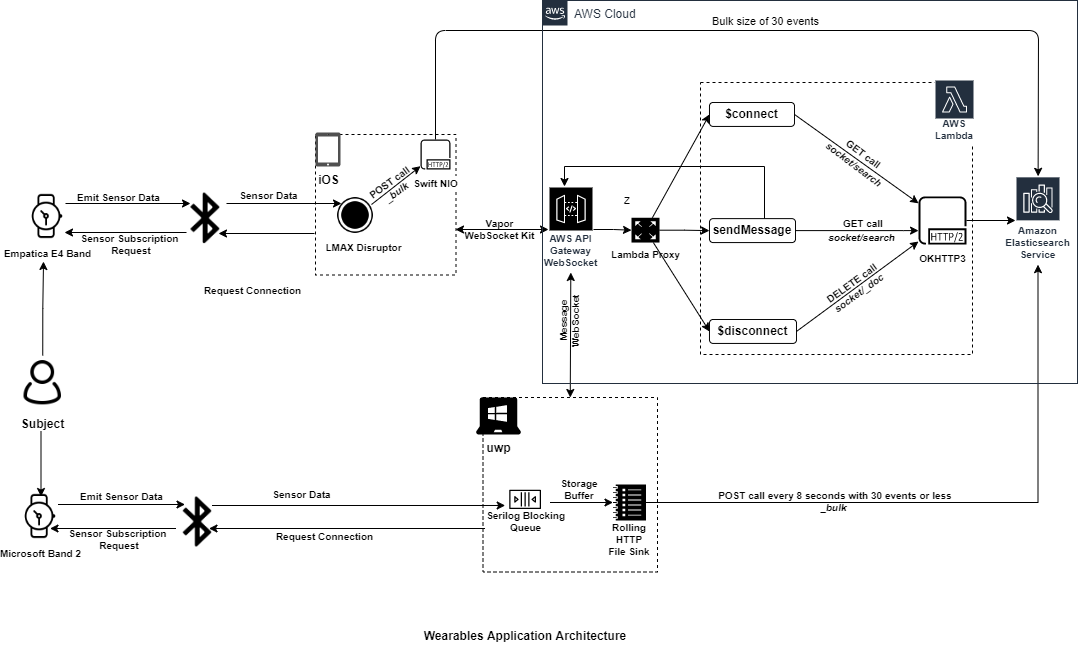 aws
AWS Cloud
Bulk size of 30 events
$connect
AWS
Lambda
GET call
socket/search
HTTP/2
Swift NIO
iOS
POST call
_bulk
LMAX Disruptor
Emit Sensor Data
Sensor Data
Sensor Subscription
Request
Empatica E4 Band
Request Connection
Vapor
WebSocket Kit
AWS API
Gateway
WebSocket
Z
Lambda Proxy
sendMessage
GET call
socket/search
HTTP/2
OKHTTP3
Amazon
Elasticsearch
Service
DELETE call
socket/_doc
$disconnect
Message
WebSocket
Subject
uwp
Emit Sensor Data
Sensor Data
Sensor Subscription
Request
Microsoft Band 2
Request Connection
Serilog Blocking
Queue
Storage
Buffer
Rolling
HTTP
File Sink
POST call every 8 seconds with 30 events or less
_bulk
Wearables Application Architecture